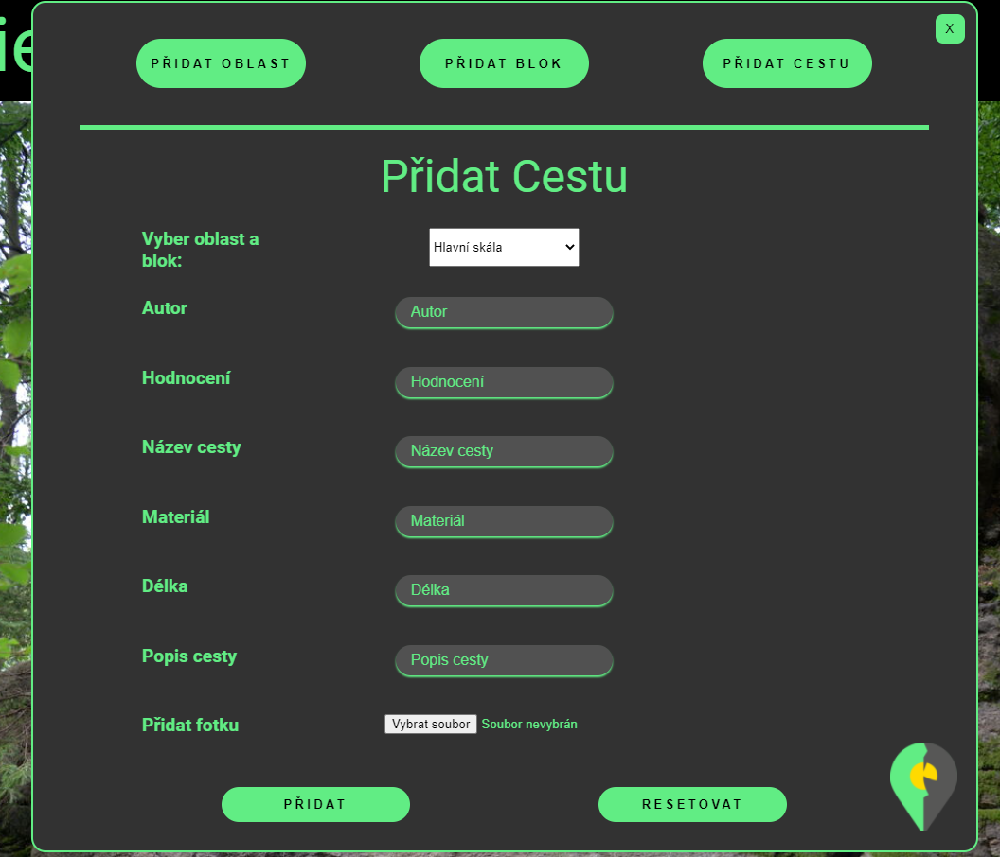 ie
X
PŘIDAT OBLAST
PŘIDAT BLOK
PŘIDAT CESTU
Přidat Cestu
Vyber oblast a
blok:
Hlavní skála
Autor
Autor
Hodnocení
Hodnocení
Název cesty
Název cesty
Materiál
Materiál
Délka
Délka
Popis cesty
Popis cesty
Přidat fotku
Vybrat soubor Soubor nevybrán
PŘIDAT
RESETOVAT